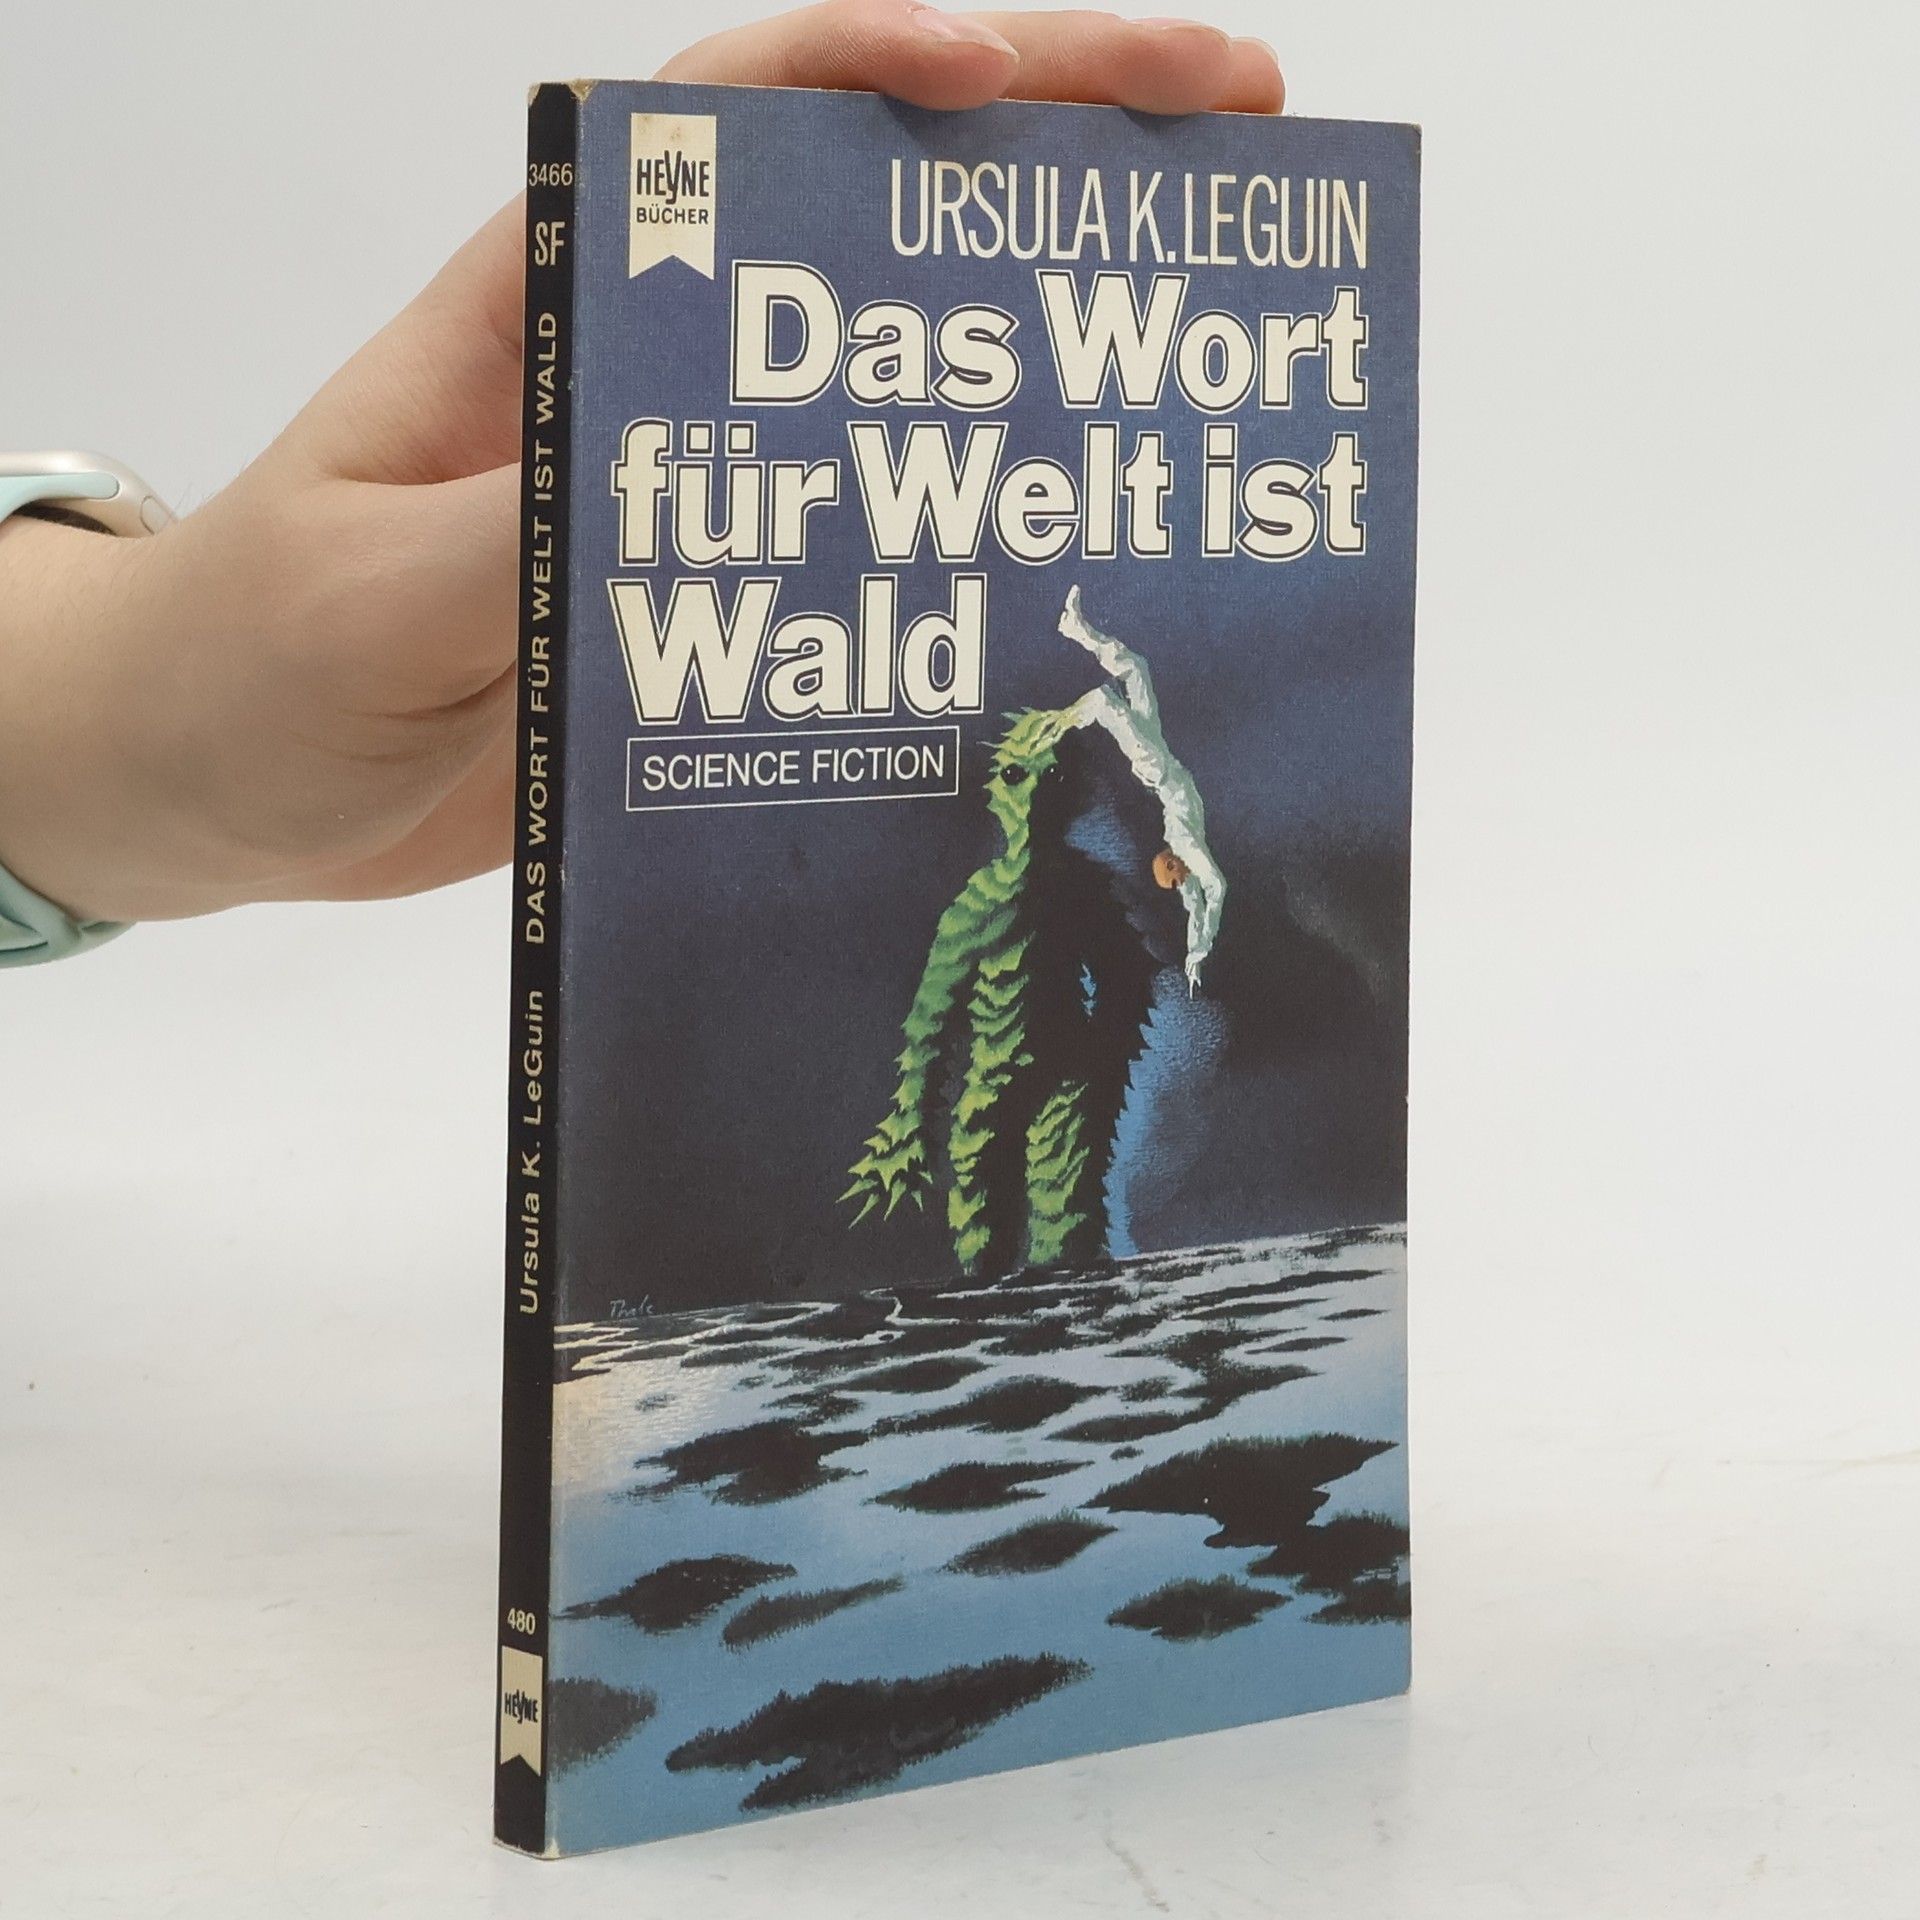 HEYNE
BÜCHER
URSULA K. LE GUIN
Das Wort
für Welt ist
Wald
SCIENCE FICTION
Thole
3466
SF
Ursula K. LeGuin DAS WORT FÜR WELT IST WALD
480
HEYNE